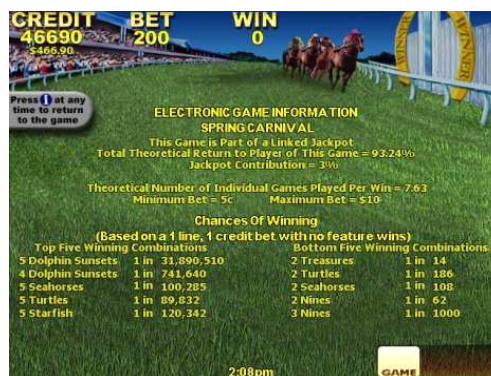 CREDIT BET WIN
46690 200 0
$466.90
WINNER WINNER
Press i at any
time to return
to the game
ELECTRONIC GAME INFORMATION
SPRING CARNIVAL
This Game is Part of a Linked Jackpot
Total Theoretical Return to Player of This Game = 93.24%
Jackpot Contribution = 3%
Theoretical Number of Individual Games Played Per Win = 7.63
Minimum Bet = 5c Maximum Bet = $10
Chances Of Winning
(Based on a 1 line, 1 credit bet with no feature wins)
Top Five Winning Combinations Bottom Five Winning Combinations
5 Dolphin Sunsets 1 in 31,890,510 2 Treasures 1 in 14
4 Dolphin Sunsets 1 in 741,640 2 Turtles 1 in 186
5 Seahorses 1 in 100,285 2 Seahorses 1 in 108
5 Turtles 1 in 89,832 2 Nines 1 in 62
5 Starfish 1 in 120,342 3 Nines 1 in 1000
2:08pm GAME